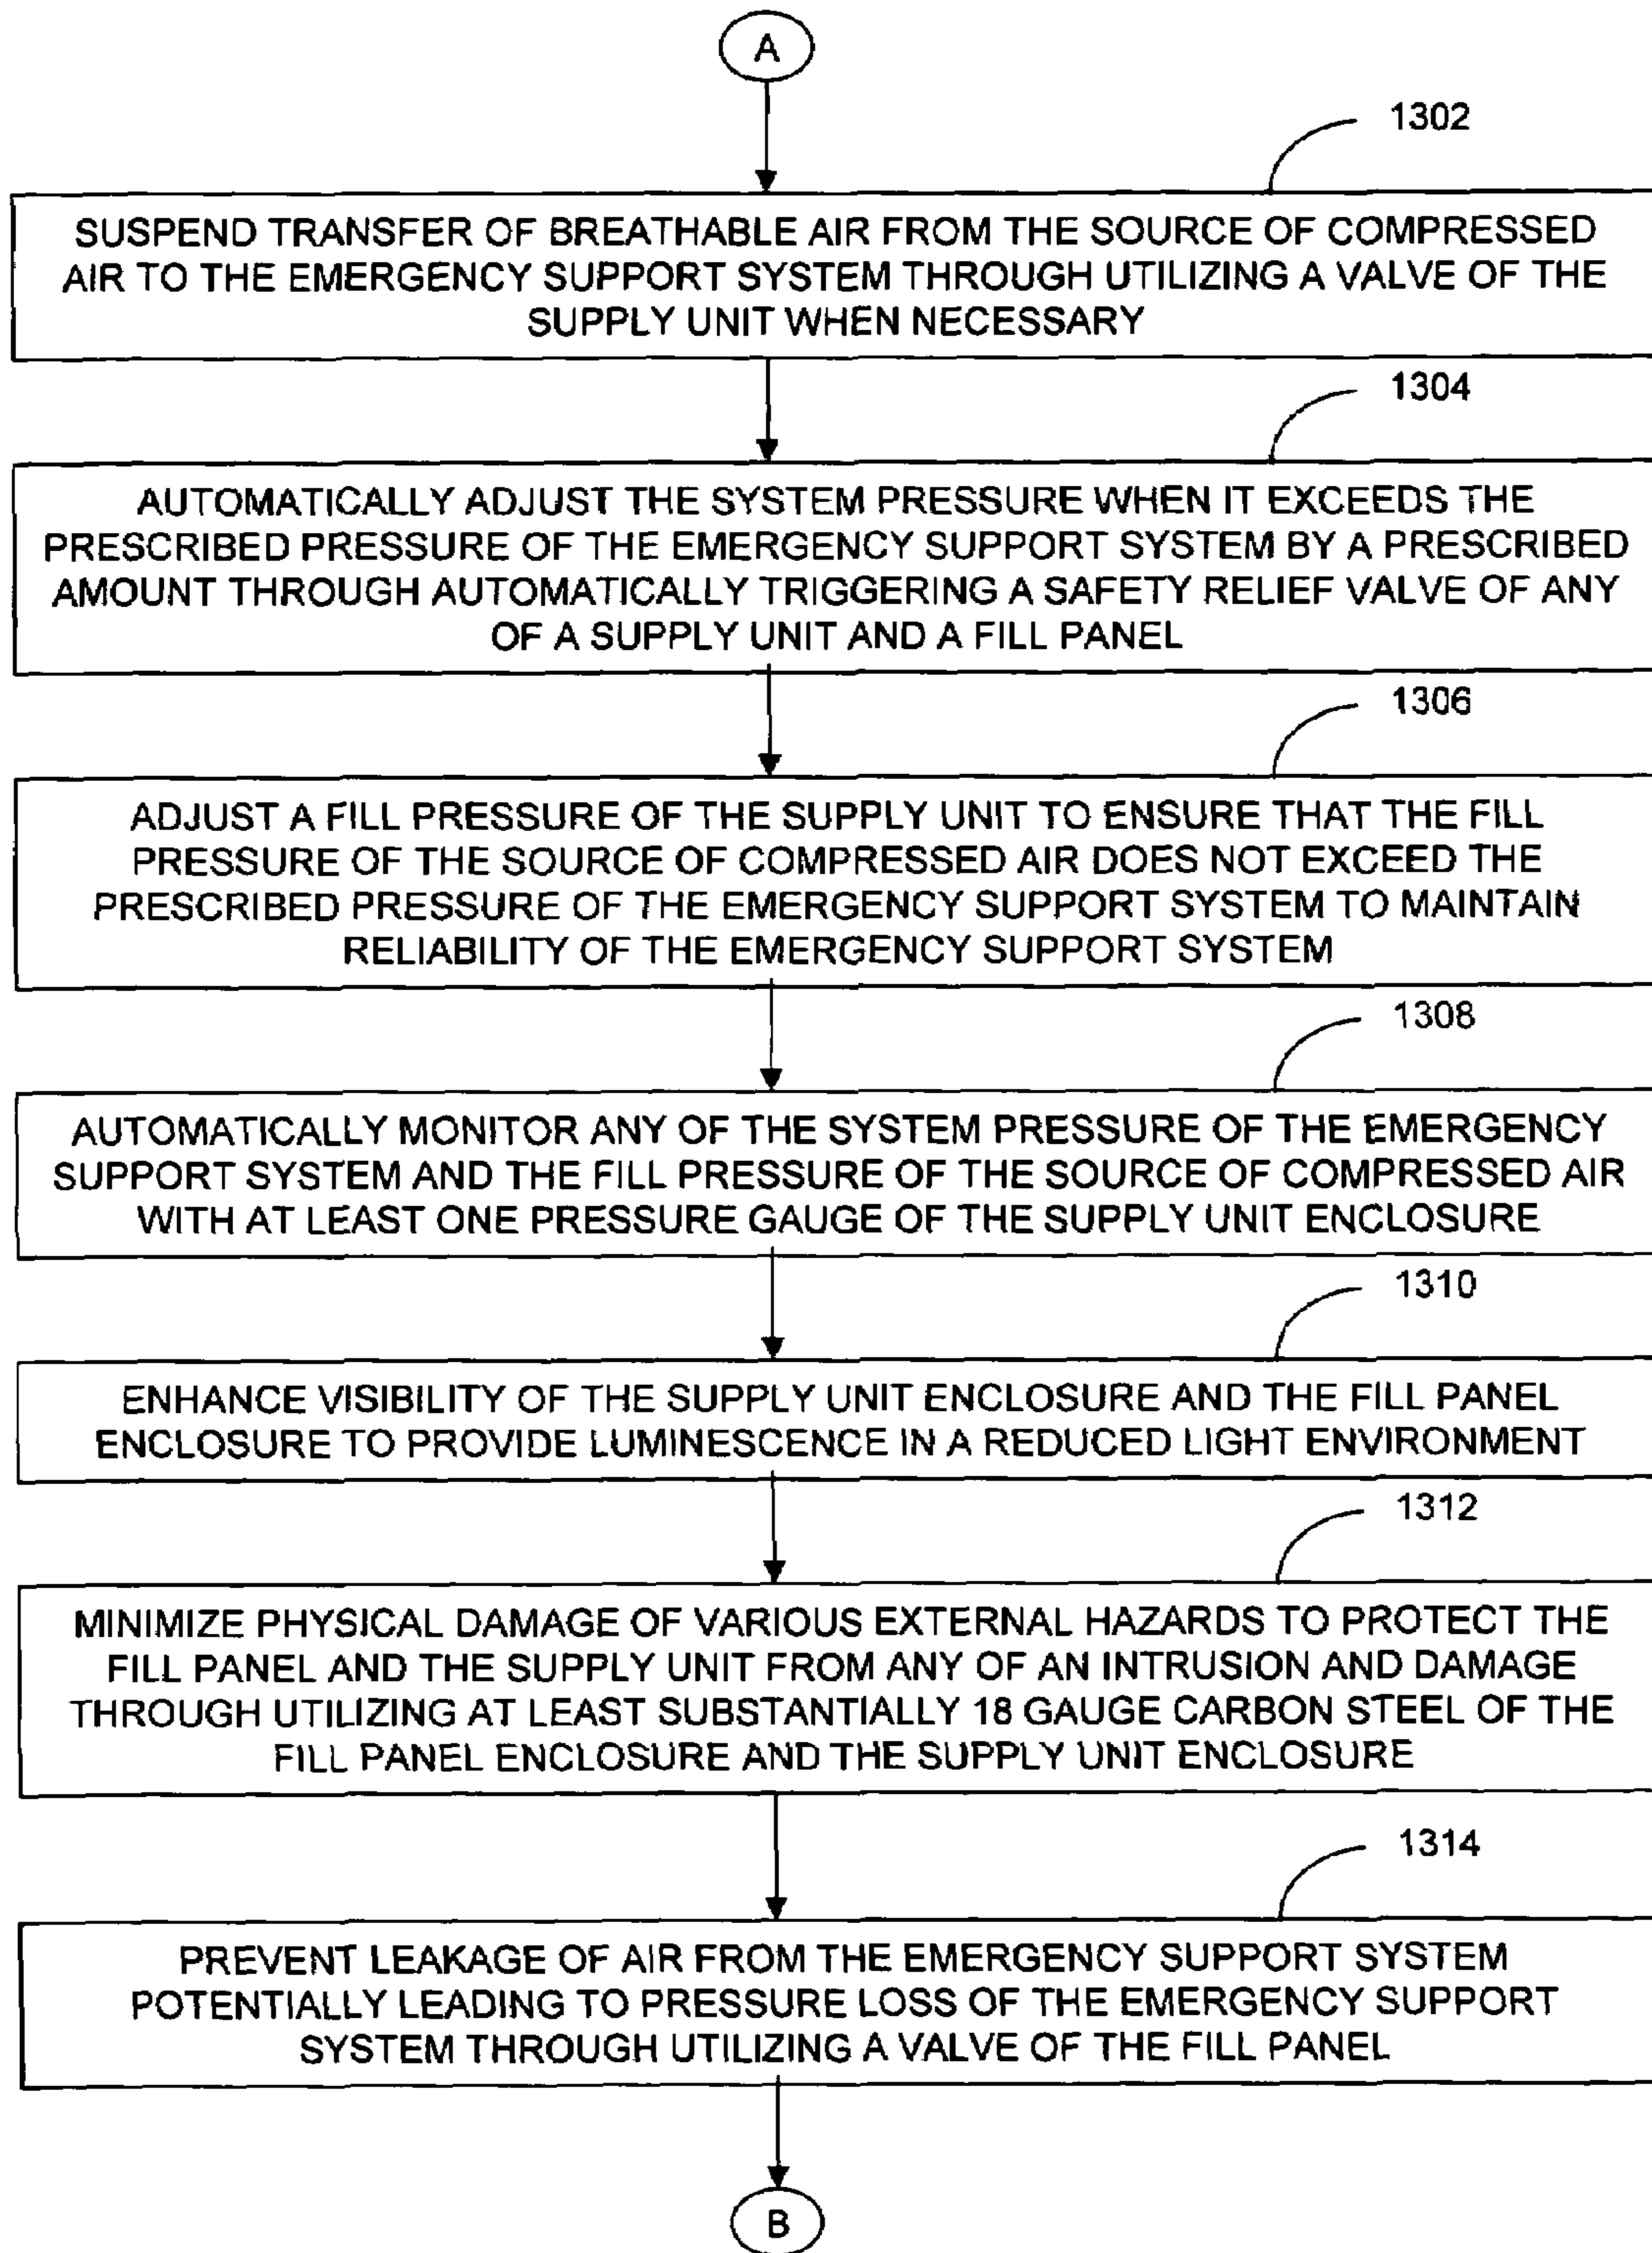 A
1302
SUSPEND TRANSFER OF BREATHABLE AIR FROM THE SOURCE OF COMPRESSED
AIR TO THE EMERGENCY SUPPORT SYSTEM THROUGH UTILIZING A VALVE OF THE
SUPPLY UNIT WHEN NECESSARY
1304
AUTOMATICALLY ADJUST THE SYSTEM PRESSURE WHEN IT EXCEEDS THE
PRESCRIBED PRESSURE OF THE EMERGENCY SUPPORT SYSTEM BY A PRESCRIBED
AMOUNT THROUGH AUTOMATICALLY TRIGGERING A SAFETY RELIEF VALVE OF ANY
OF A SUPPLY UNIT AND A FILL PANEL
1306
ADJUST A FILL PRESSURE OF THE SUPPLY UNIT TO ENSURE THAT THE FILL
PRESSURE OF THE SOURCE OF COMPRESSED AIR DOES NOT EXCEED THE
PRESCRIBED PRESSURE OF THE EMERGENCY SUPPORT SYSTEM TO MAINTAIN
RELIABILITY OF THE EMERGENCY SUPPORT SYSTEM
1308
AUTOMATICALLY MONITOR ANY OF THE SYSTEM PRESSURE OF THE EMERGENCY
SUPPORT SYSTEM AND THE FILL PRESSURE OF THE SOURCE OF COMPRESSED AIR
WITH AT LEAST ONE PRESSURE GAUGE OF THE SUPPLY UNIT ENCLOSURE
1310
ENHANCE VISIBILITY OF THE SUPPLY UNIT ENCLOSURE AND THE FILL PANEL
ENCLOSURE TO PROVIDE LUMINESCENCE IN A REDUCED LIGHT ENVIRONMENT
1312
MINIMIZE PHYSICAL DAMAGE OF VARIOUS EXTERNAL HAZARDS TO PROTECT THE
FILL PANEL AND THE SUPPLY UNIT FROM ANY OF AN INTRUSION AND DAMAGE
THROUGH UTILIZING AT LEAST SUBSTANTIALLY 18 GAUGE CARBON STEEL OF THE
FILL PANEL ENCLOSURE AND THE SUPPLY UNIT ENCLOSURE
1314
PREVENT LEAKAGE OF AIR FROM THE EMERGENCY SUPPORT SYSTEM
POTENTIALLY LEADING TO PRESSURE LOSS OF THE EMERGENCY SUPPORT
SYSTEM THROUGH UTILIZING A VALVE OF THE FILL PANEL
B